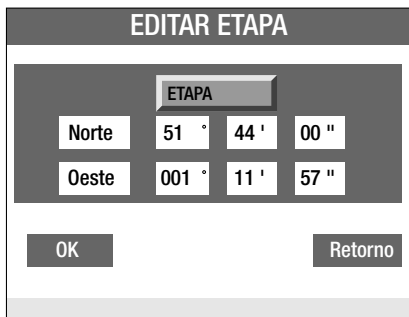 EDITAR ETAPA
ETAPA
Norte 51 ° 44 ' 00 "
Oeste 001 ° 11 ' 57 "
OK Retorno